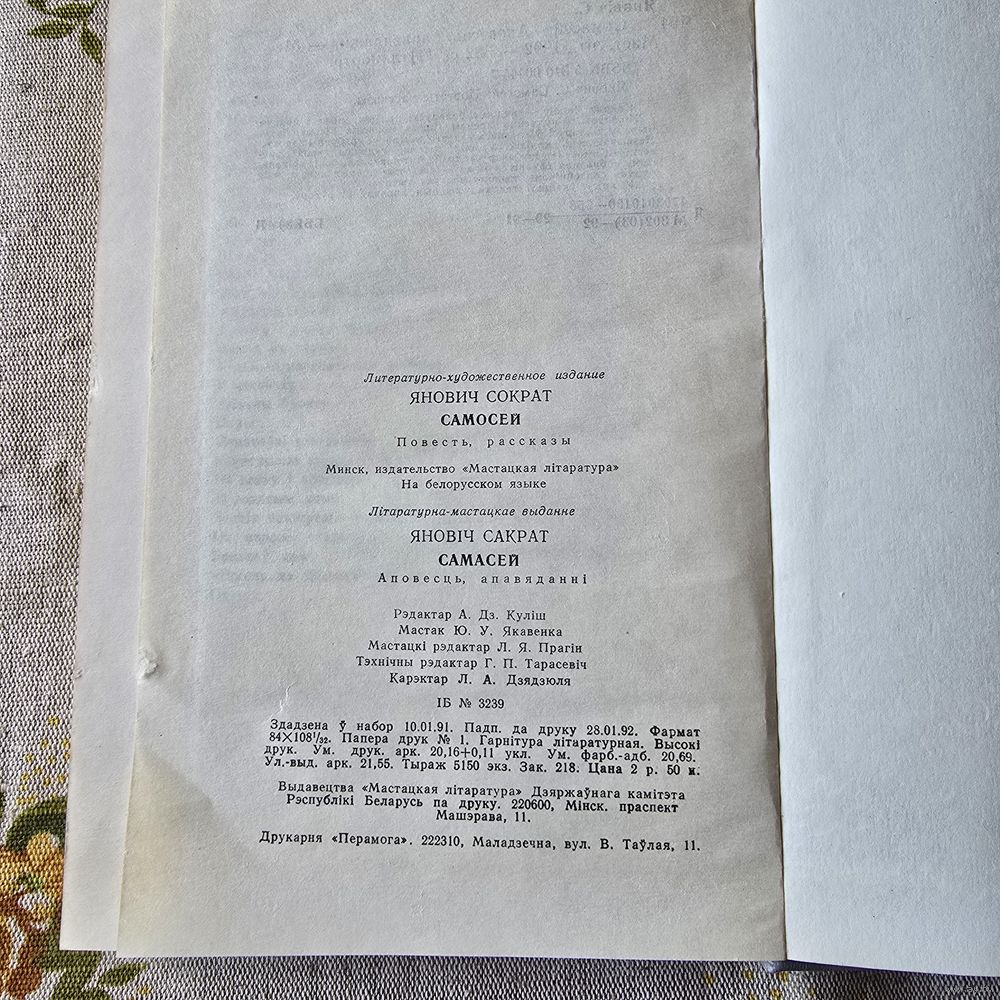 Литературно-художественное издание
ЯНОВИЧ СОКРАТ
САМОСЕЙ
Повесть, рассказы
Минск, издательство «Мастацкая літаратура»
На белорусском языке
Літаратурна-мастацкае выданне
ЯНОВІЧ САКРАТ
САМАСЕЙ
Аповесць, апавяданні
Рэдактар А. Дз. Куліш
Мастак Ю. У. Якавенка
Мастацкі рэдактар Л. Я. Прагін
Тэхнічны рэдактар Г. П. Тарасевіч
Карэктар Л. А. Дзядзюля
ІБ № 3239
Здадзена ў набор 10.01.91. Падп. да друку 28.01.92. Фармат
84×108¹/₃₂. Папера друк № 1. Гарнітура літаратурная. Высокі
друк. Ум. друк. арк. 20,16+0,11 укл. Ум. фарб.-адб. 20,69.
Ул.-выд. арк. 21,55. Тыраж 5150 экз. Зак. 218. Цана 2 р. 50 к.
Выдавецтва «Мастацкая літаратура» Дзяржаўнага камітэта
Рэспублікі Беларусь па друку. 220600, Мінск. праспект
Машэрава, 11.
Друкарня «Перамога». 222310, Маладзечна, вул. В. Таўлая, 11.